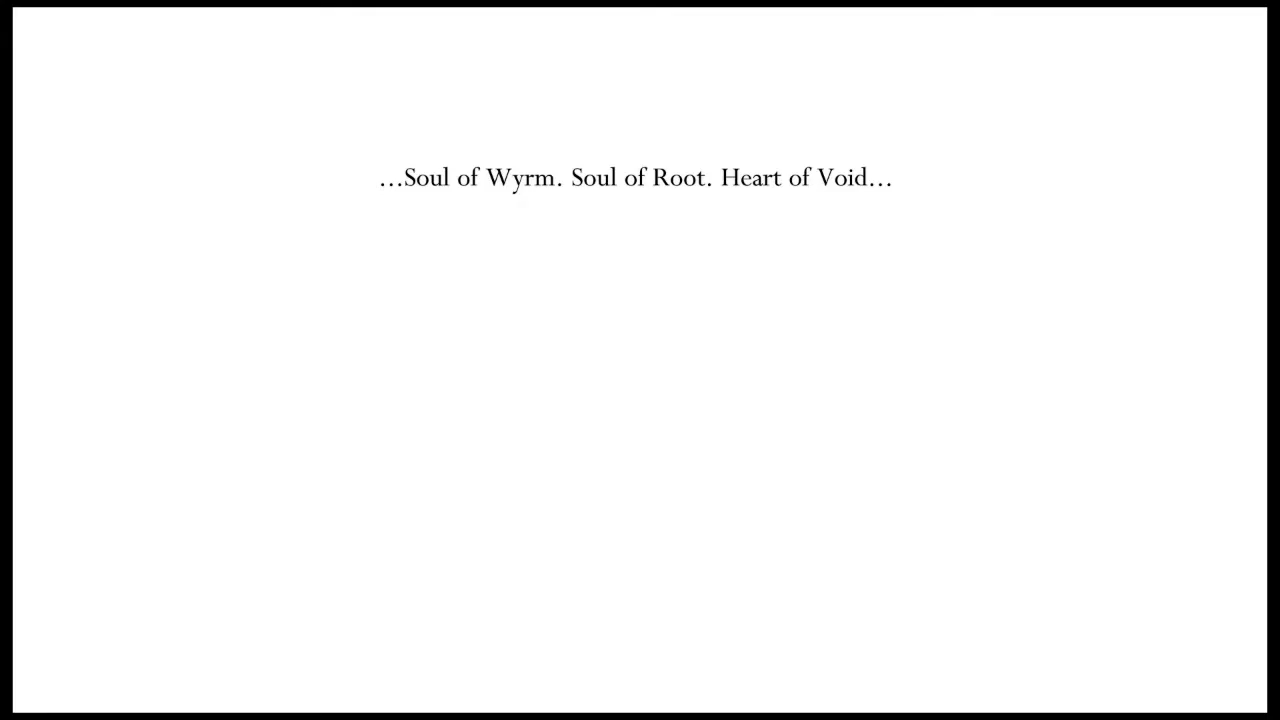 …Soul of Wyrm. Soul of Root. Heart of Void…